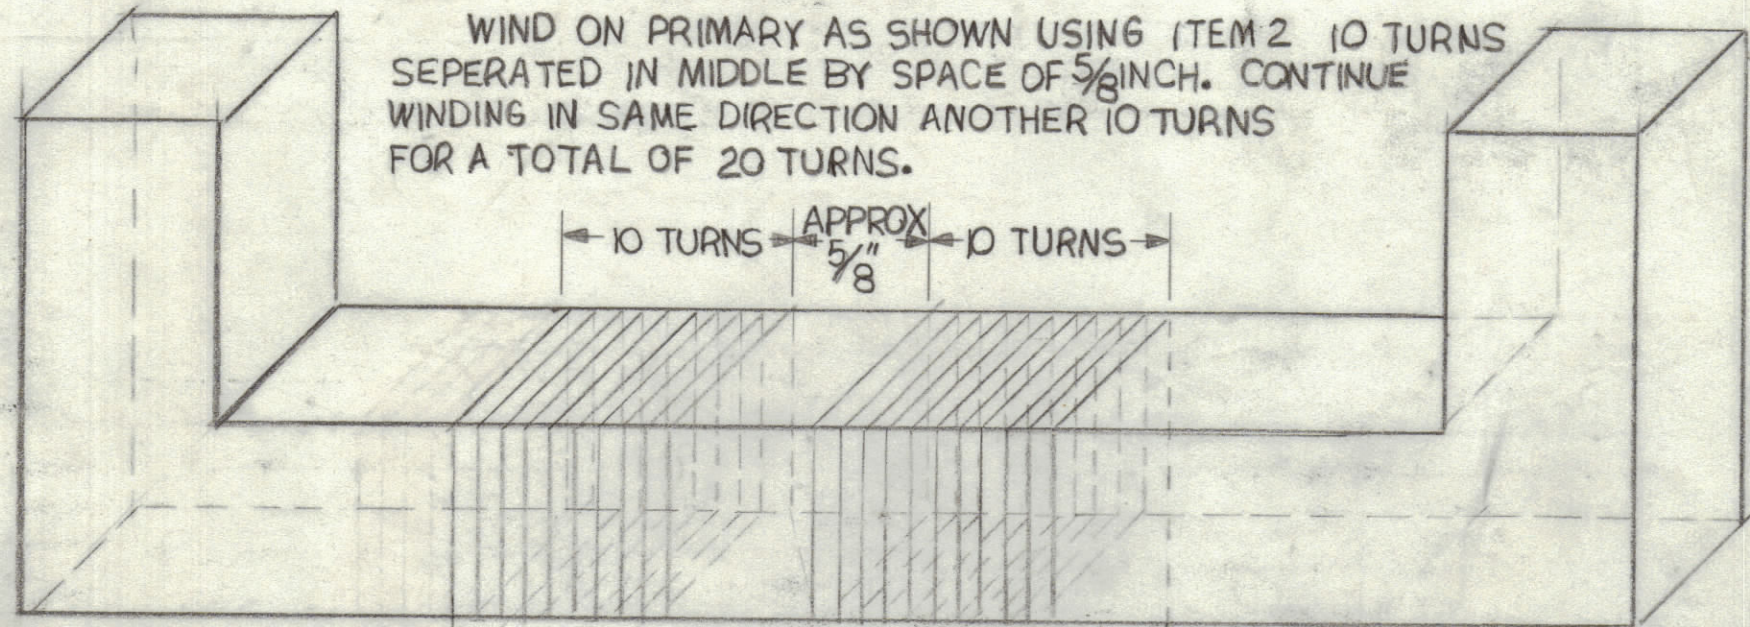 WIND ON PRIMARY AS SHOWN USING ITEM 2 10 TURNS
SEPERATED IN MIDDLE BY SPACE OF 5/8 INCH. CONTINUE
WINDING IN SAME DIRECTION ANOTHER 10 TURNS
FOR A TOTAL OF 20 TURNS.
10 TURNS
APPROX
5/8"
10 TURNS